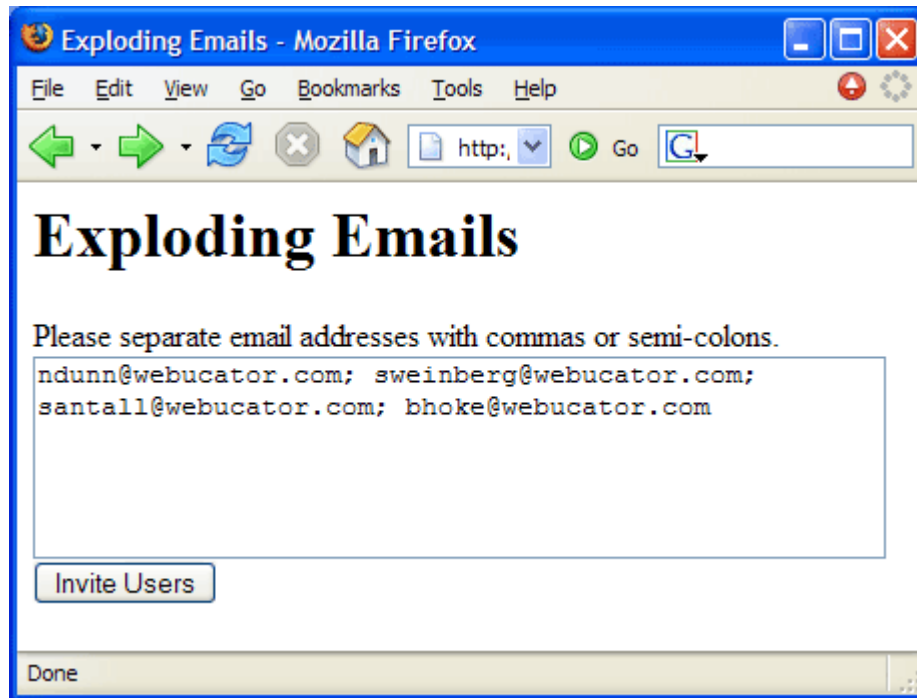 Exploding Emails - Mozilla Firefox
File Edit View Go Bookmarks Tools Help
http:, Go G
Exploding Emails
Please separate email addresses with commas or semi-colons.
ndunn@webucator.com; sweinberg@webucator.com;
santall@webucator.com; bhoke@webucator.com
Invite Users
Done